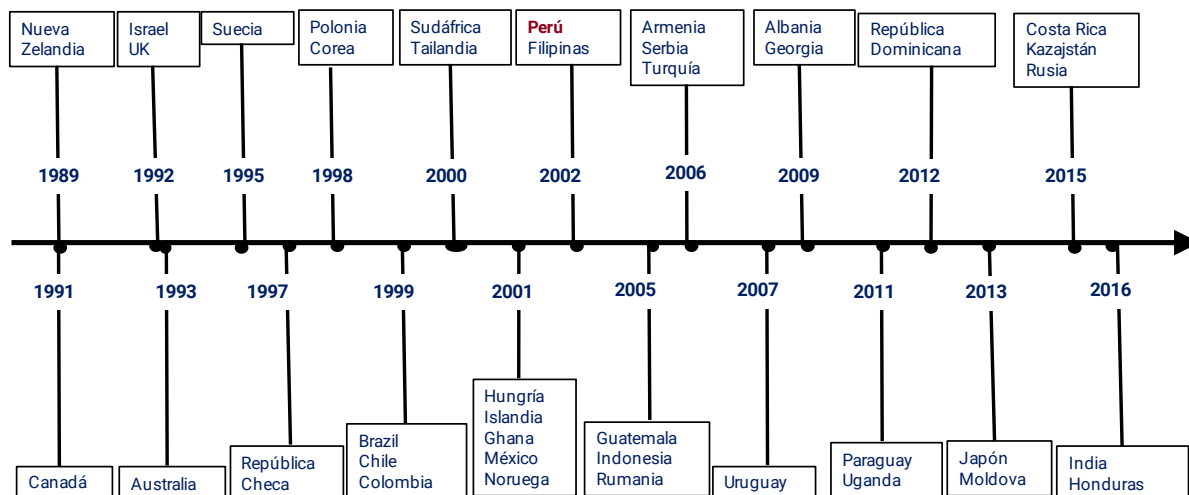 Nueva
Zelandia
Israel
UK
Suecia
Polonia
Corea
Sudáfrica
Tailandia
Perú
Filipinas
Armenia
Serbia
Turquía
Albania
Georgia
República
Dominicana
Costa Rica
Kazajstán
Rusia
1989
1992
1995
1998
2000
2002
2006
2009
2012
2015
1991
1993
1997
1999
2001
2005
2007
2011
2013
2016
Canadá
Australia
República
Checa
Brazil
Chile
Colombia
Hungría
Islandia
Ghana
México
Noruega
Guatemala
Indonesia
Rumania
Uruguay
Paraguay
Uganda
Japón
Moldova
India
Honduras